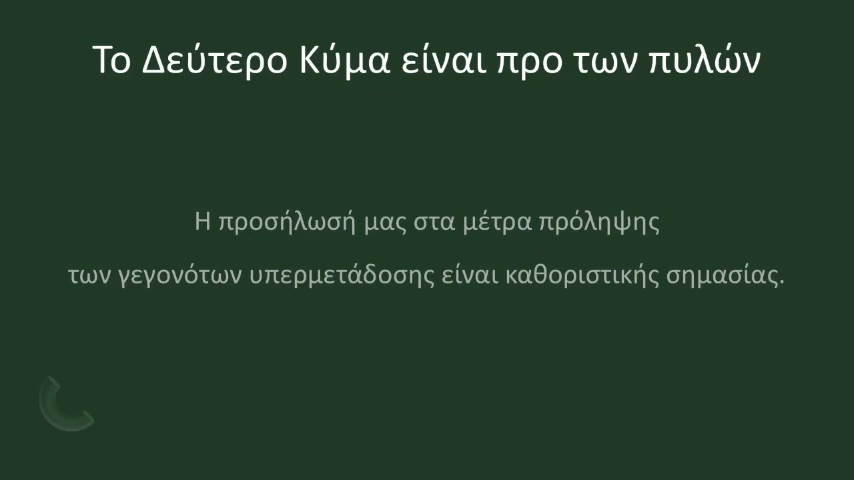 Το Δεύτερο Κύμα είναι προ των πυλών
Η προσήλωσή μας στα μέτρα πρόληψης
των γεγονότων υπερμετάδοσης είναι καθοριστικής σημασίας.